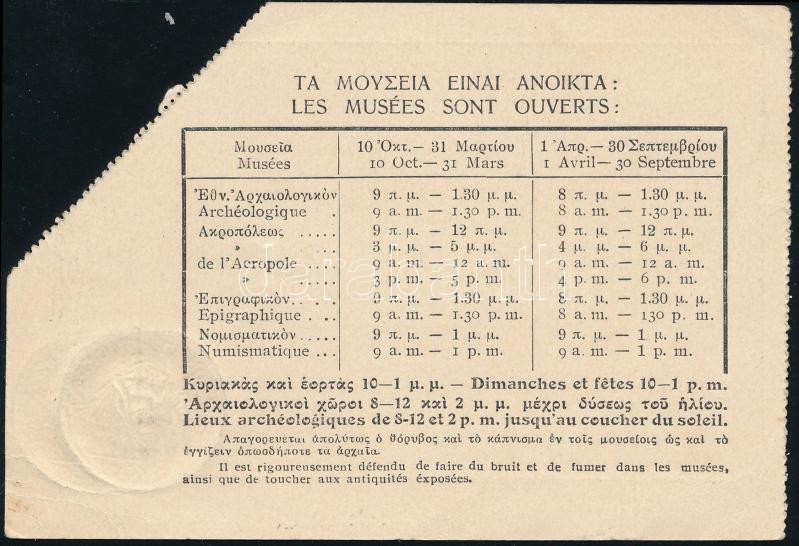 ΤΑ ΜΟΥΣΕΙΑ ΕΙΝΑΙ ΑΝΟΙΚΤΑ:
LES MUSÉES SONT OUVERTS:
Μουσεῖα 10 Ὀκτ.— 31 Μαρτίου 1 Ἀπρ.— 30 Σεπτεμβρίου
Musées 10 Oct.— 31 Mars 1 Avril— 30 Septembre
Ἐθν. Ἀρχαιολογικὸν 9 π. μ. — 1.30 μ. μ. 8 π. μ. — 1.30 μ. μ.
Archéologique . 9 a. m. — 1.30 p. m. 8 a. m. — 1.30 p. m.
Ακροπόλεως ..... 9 π. μ. — 12 π. μ. 9 π. μ. — 12 π. μ.
» ..... 3 μ. μ. — 5 μ. μ. 4 μ. μ. — 6 μ. μ.
de l'Acropole .... 9 a. m. — 12 a. m. 9 a. m. — 12 a. m.
» ..... 3 p. m. — 5 p. m. 4 p. m. — 6 p. m.
Ἐπιγραφικὸν.... 9 π. μ. — 1.30 μ. μ. 8 π. μ. — 1.30 μ. μ.
Epigraphique . .. 9 a. m. — 1.30 p. m. 8 a. m. — 130 p. m.
Νομισματικὸν... 9 π. μ. — 1 μ. μ. 9 π. μ. — 1 μ. μ.
Numismatique ... 9 a. m. — 1 p. m. 9 a. m. — 1 p. m.
Κυριακὰς καὶ ἑορτὰς 10—1 μ. μ. — Dimanches et fêtes 10—1 p. m.
Ἀρχαιολογικοὶ χῶροι 8—12 καὶ 2 μ. μ. μέχρι δύσεως τοῦ ἡλίου.
Lieux archéologiques de 8-12 et 2 p. m. jusqu'au coucher du soleil.
Απαγορευεται ἀπολύτως ὁ θόρυβος καὶ τὸ κάπνισμα ἐν τοῖς μουσείοις ὡς καὶ τὸ
ἐγγίζειν ὁπωσδήποτε τα ἀρχαῖα.
Il est rigoureusement défendu de faire du bruit et de fumer dans les musées,
ainsi que de toucher aux antiquités éxposées.
darabanth